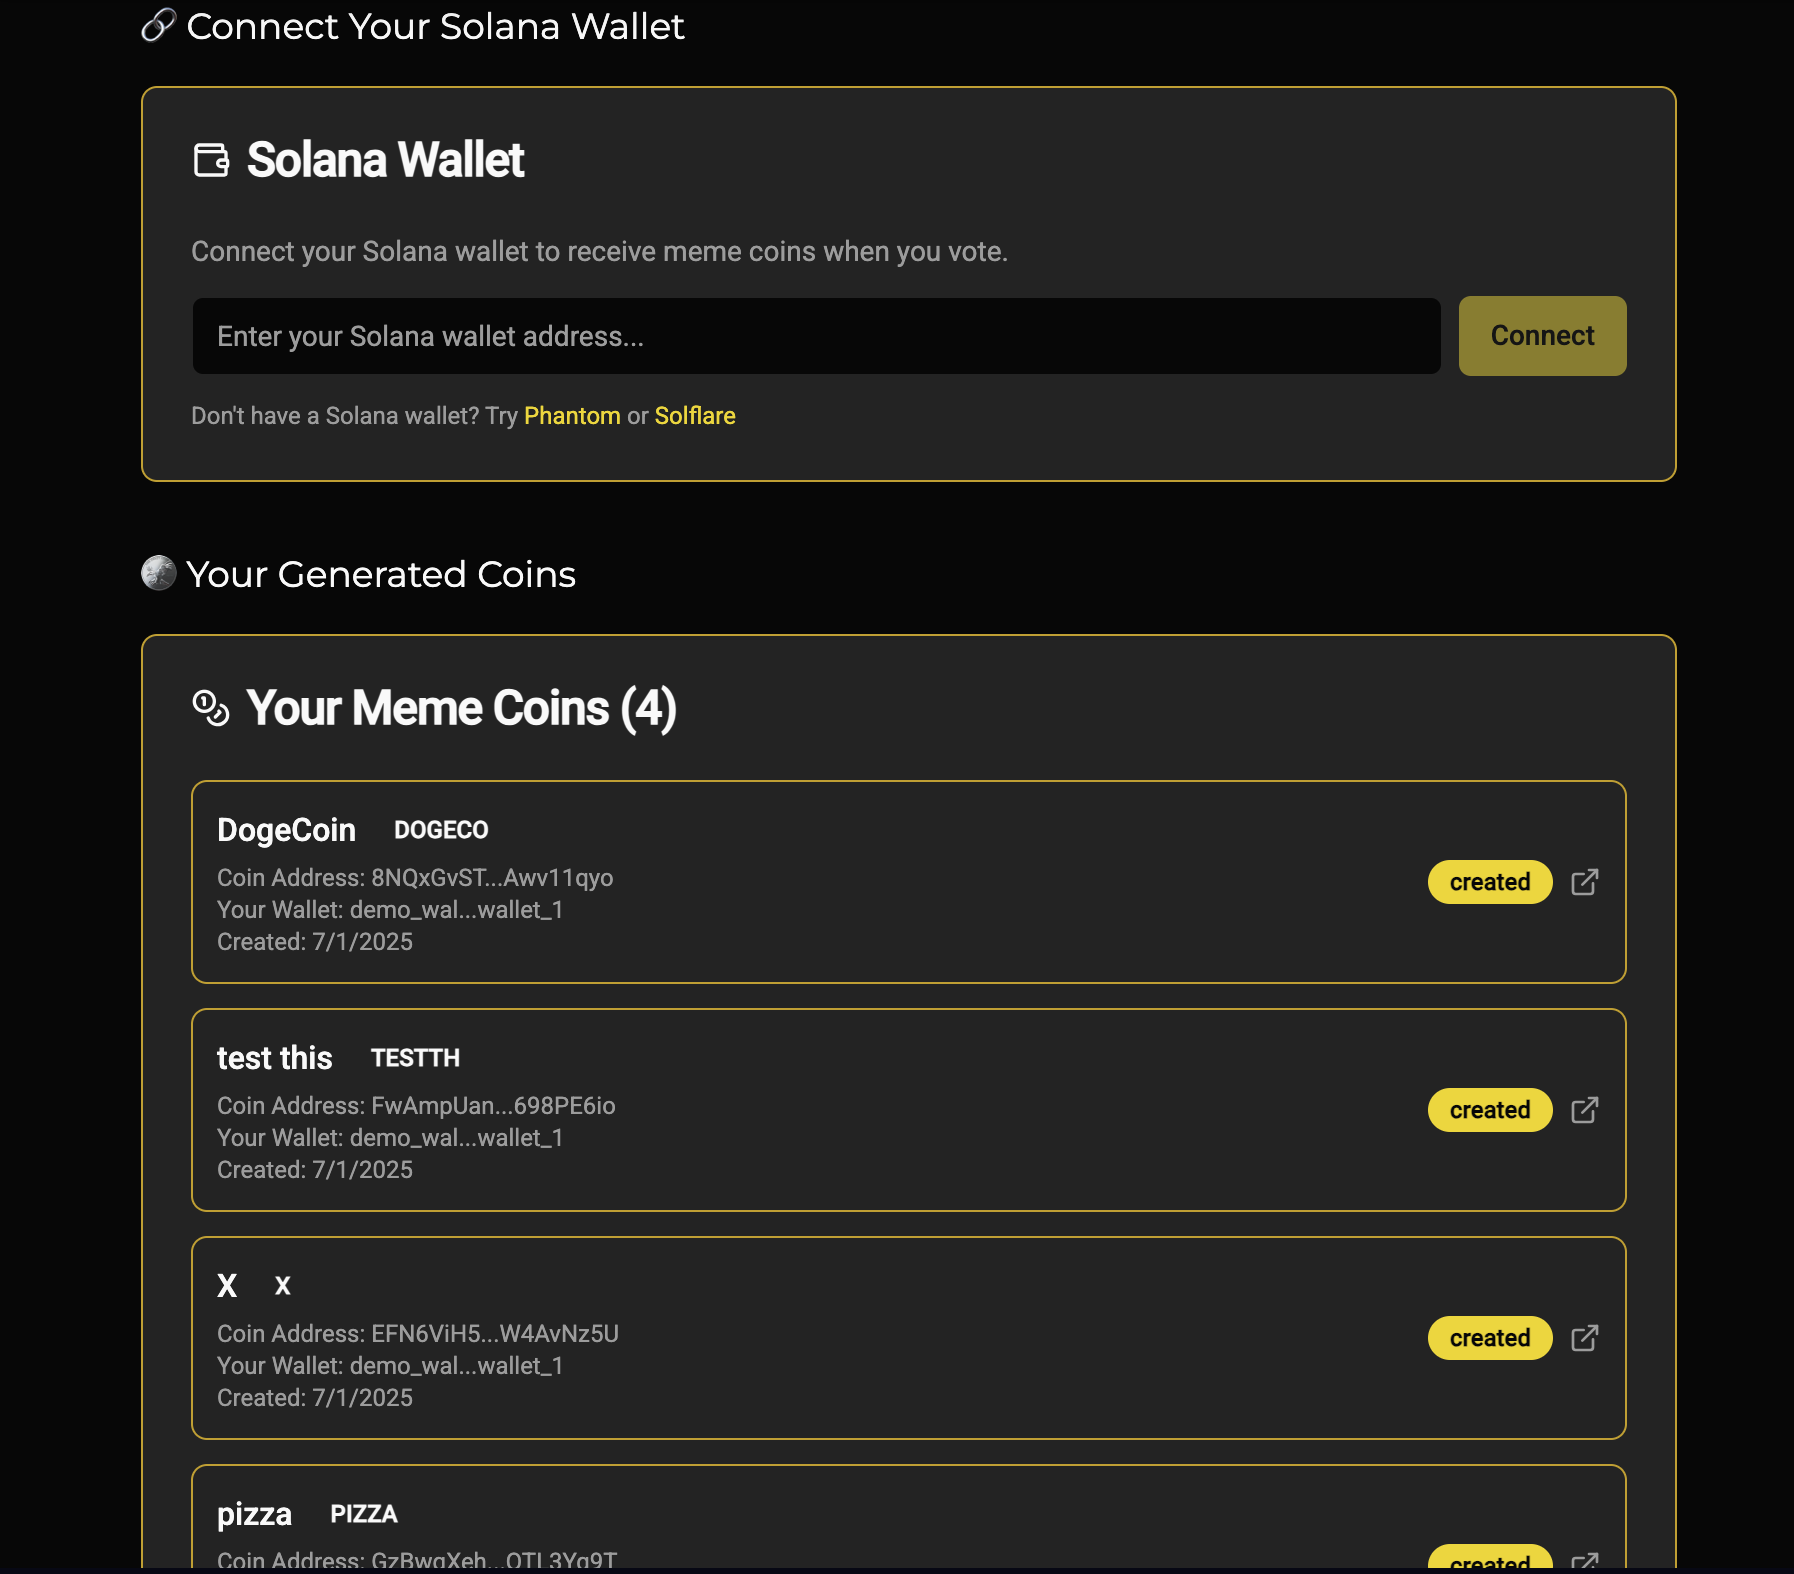 Connect Your Solana Wallet
Solana Wallet
Connect your Solana wallet to receive meme coins when you vote.
Enter your Solana wallet address...
Connect
Don't have a Solana wallet? Try Phantom or Solflare
Your Generated Coins
Your Meme Coins (4)
DogeCoin DOGECO
Coin Address: 8NQxGvST...Awv11qyo
Your Wallet: demo_wal...wallet_1
Created: 7/1/2025
created
test this TESTTH
Coin Address: FwAmpUan...698PE6io
Your Wallet: demo_wal...wallet_1
Created: 7/1/2025
created
X X
Coin Address: EFN6ViH5...W4AvNz5U
Your Wallet: demo_wal...wallet_1
Created: 7/1/2025
created
pizza PIZZA
Coin Address: GzBwgXeh...QTL3Yg9T
created